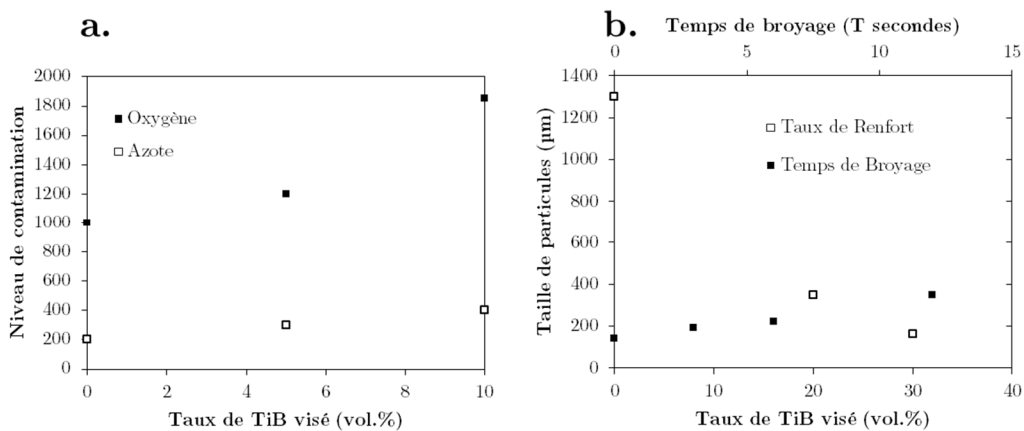 a.
Niveau de contamination
2000
1800
1600
1400
1200
1000
800
600
400
200
0
Oxygène
Azote
0 2 4 6 8 10
Taux de TiB visé (vol.%)
b.
Temps de broyage (T secondes)
0 5 10 15
Taille de particules (µm)
1400
1200
1000
800
600
400
200
0
Taux de Renfort
Temps de Broyage
0 10 20 30 40
Taux de TiB visé (vol.%)